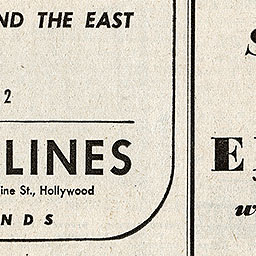 ND THE EAST
2
LINES
ine St., Hollywood
NDS
S
E
w